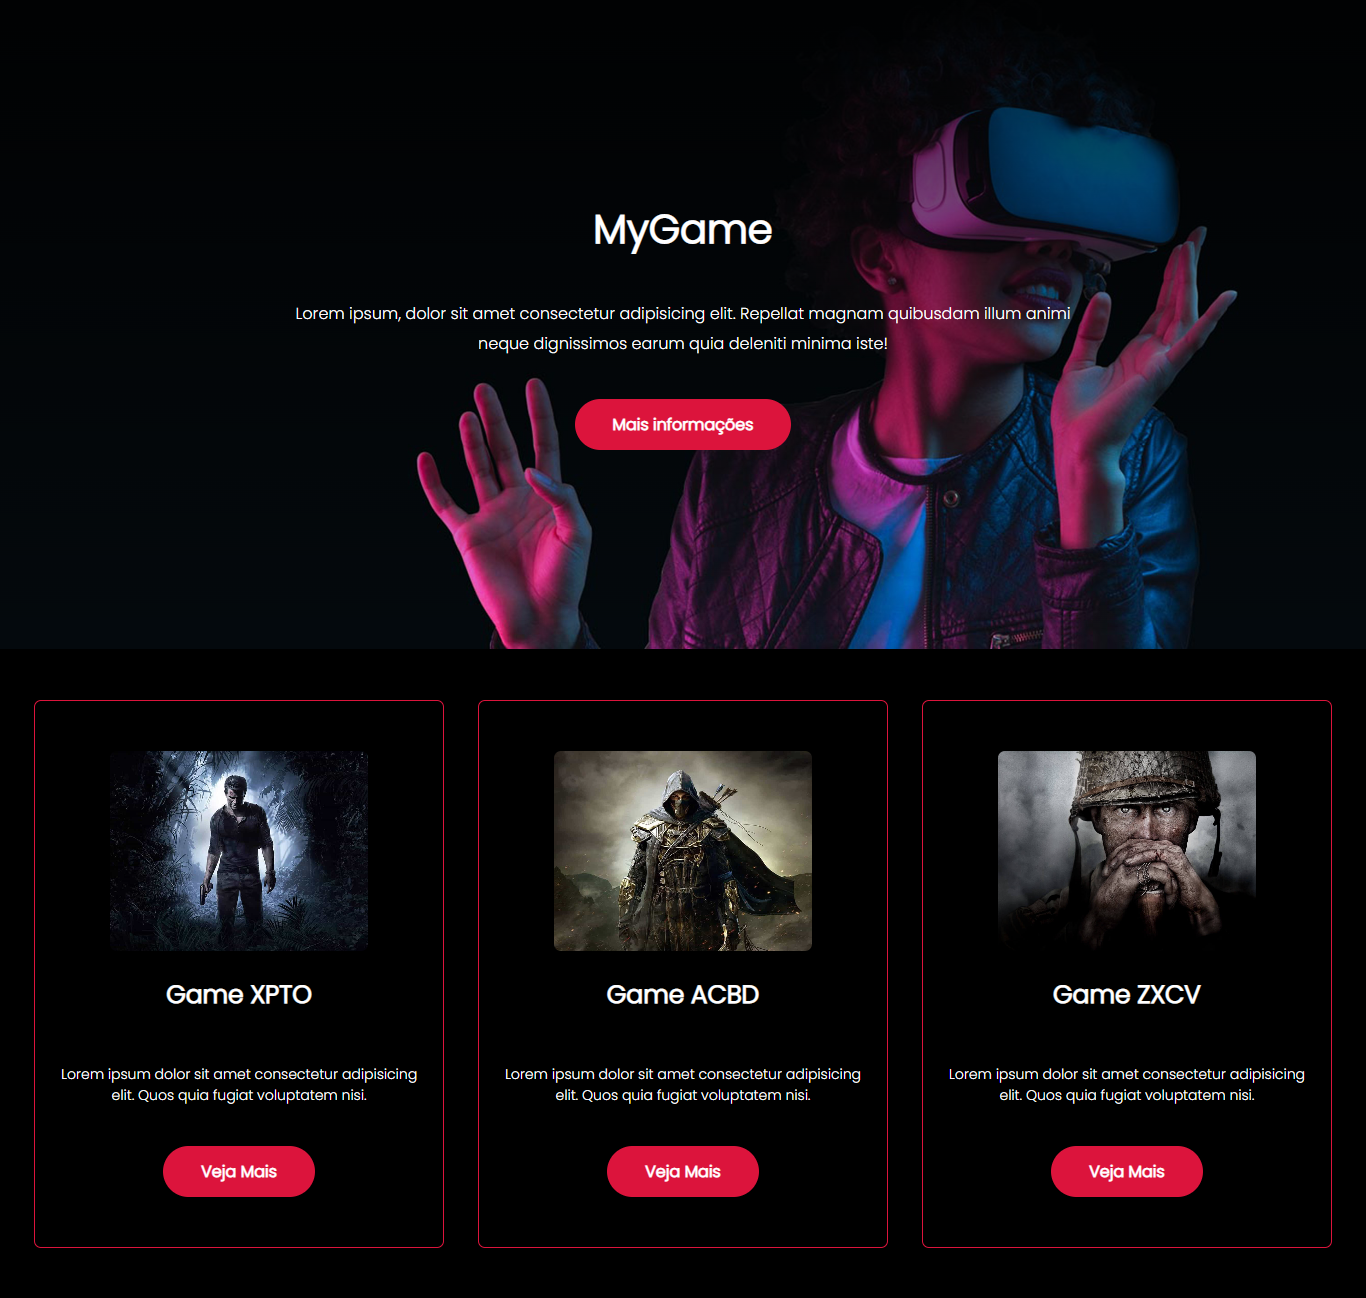 MyGame
Lorem ipsum, dolor sit amet consectetur adipisicing elit. Repellat magnam quibusdam illum animi
neque dignissimos earum quia deleniti minima iste!
Mais informações
Game XPTO
Lorem ipsum dolor sit amet consectetur adipisicing
elit. Quos quia fugiat voluptatem nisi.
Veja Mais
Game ACBD
Lorem ipsum dolor sit amet consectetur adipisicing
elit. Quos quia fugiat voluptatem nisi.
Veja Mais
Game ZXCV
Lorem ipsum dolor sit amet consectetur adipisicing
elit. Quos quia fugiat voluptatem nisi.
Veja Mais